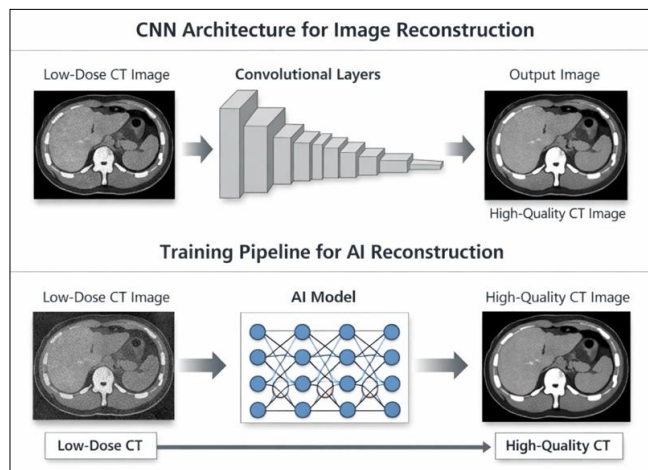 CNN Architecture for Image Reconstruction
Low-Dose CT Image
Convolutional Layers
Output Image
High-Quality CT Image
Training Pipeline for AI Reconstruction
Low-Dose CT Image
AI Model
High-Quality CT Image
Low-Dose CT
High-Quality CT